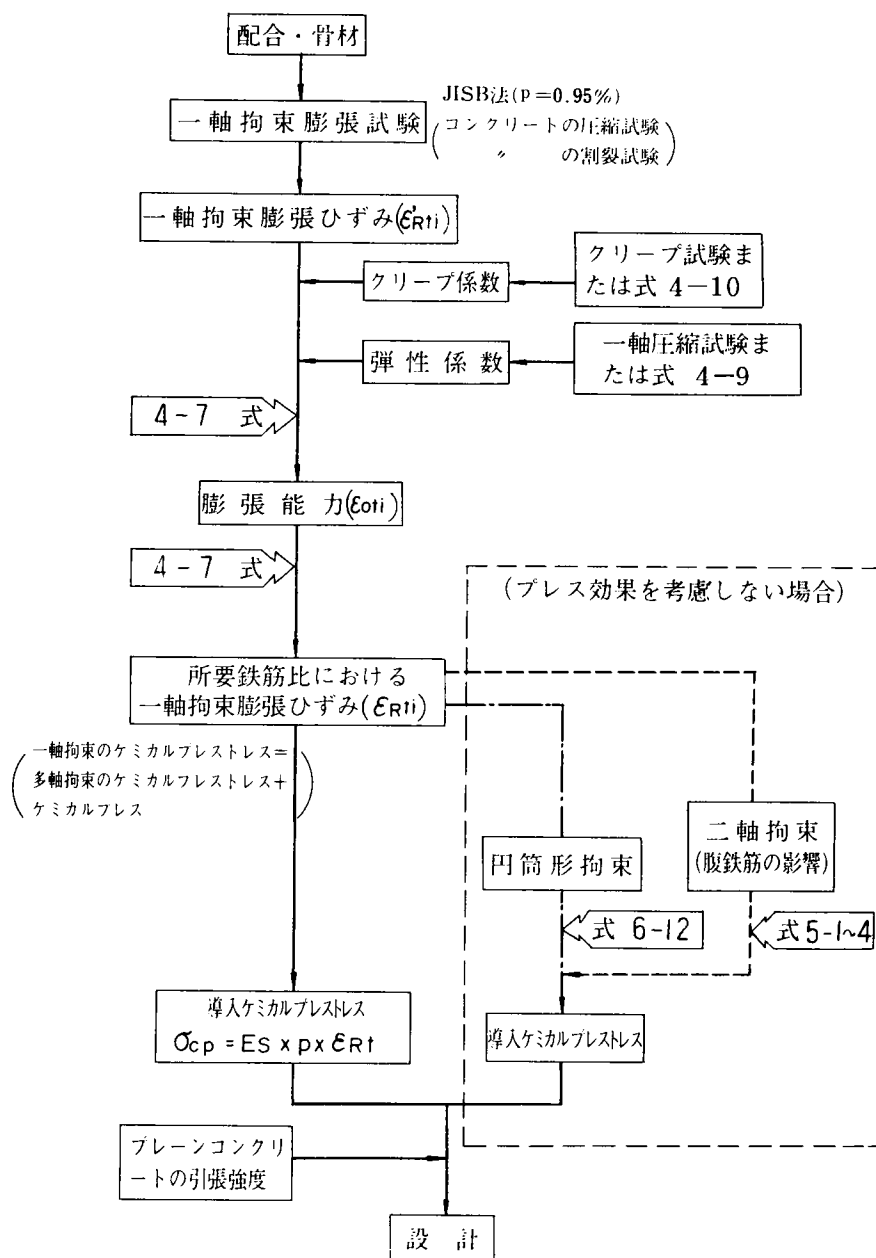 配合・骨材
JISB法(P=0.95%)
一軸拘束膨張試験
(コンクリートの圧縮試験
〃 の割裂試験)
一軸拘束膨張ひずみ(ε'Rti)
クリープ係数
クリープ試験ま
たは式 4-10
弾性係数
一軸圧縮試験ま
たは式 4-9
4-7 式
膨張能力(εoti)
4-7 式
(プレス効果を考慮しない場合)
所要鉄筋比における
一軸拘束膨張ひずみ(εRti)
(一軸拘束のケミカルプレストレス=
多軸拘束のケミカルプレストレス+
ケミカルプレス)
円筒形拘束
二軸拘束
(腹鉄筋の影響)
式 6-12
式 5-1~4
導入ケミカルプレストレス
σcp = ES × p × εRt
導入ケミカルプレストレス
プレーンコンクリ
ートの引張強度
設計